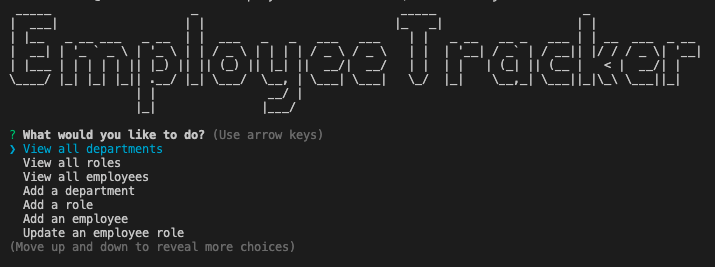 Employee Tracker
? What would you like to do? (Use arrow keys)
❯ View all departments
View all roles
View all employees
Add a department
Add a role
Add an employee
Update an employee role
(Move up and down to reveal more choices)